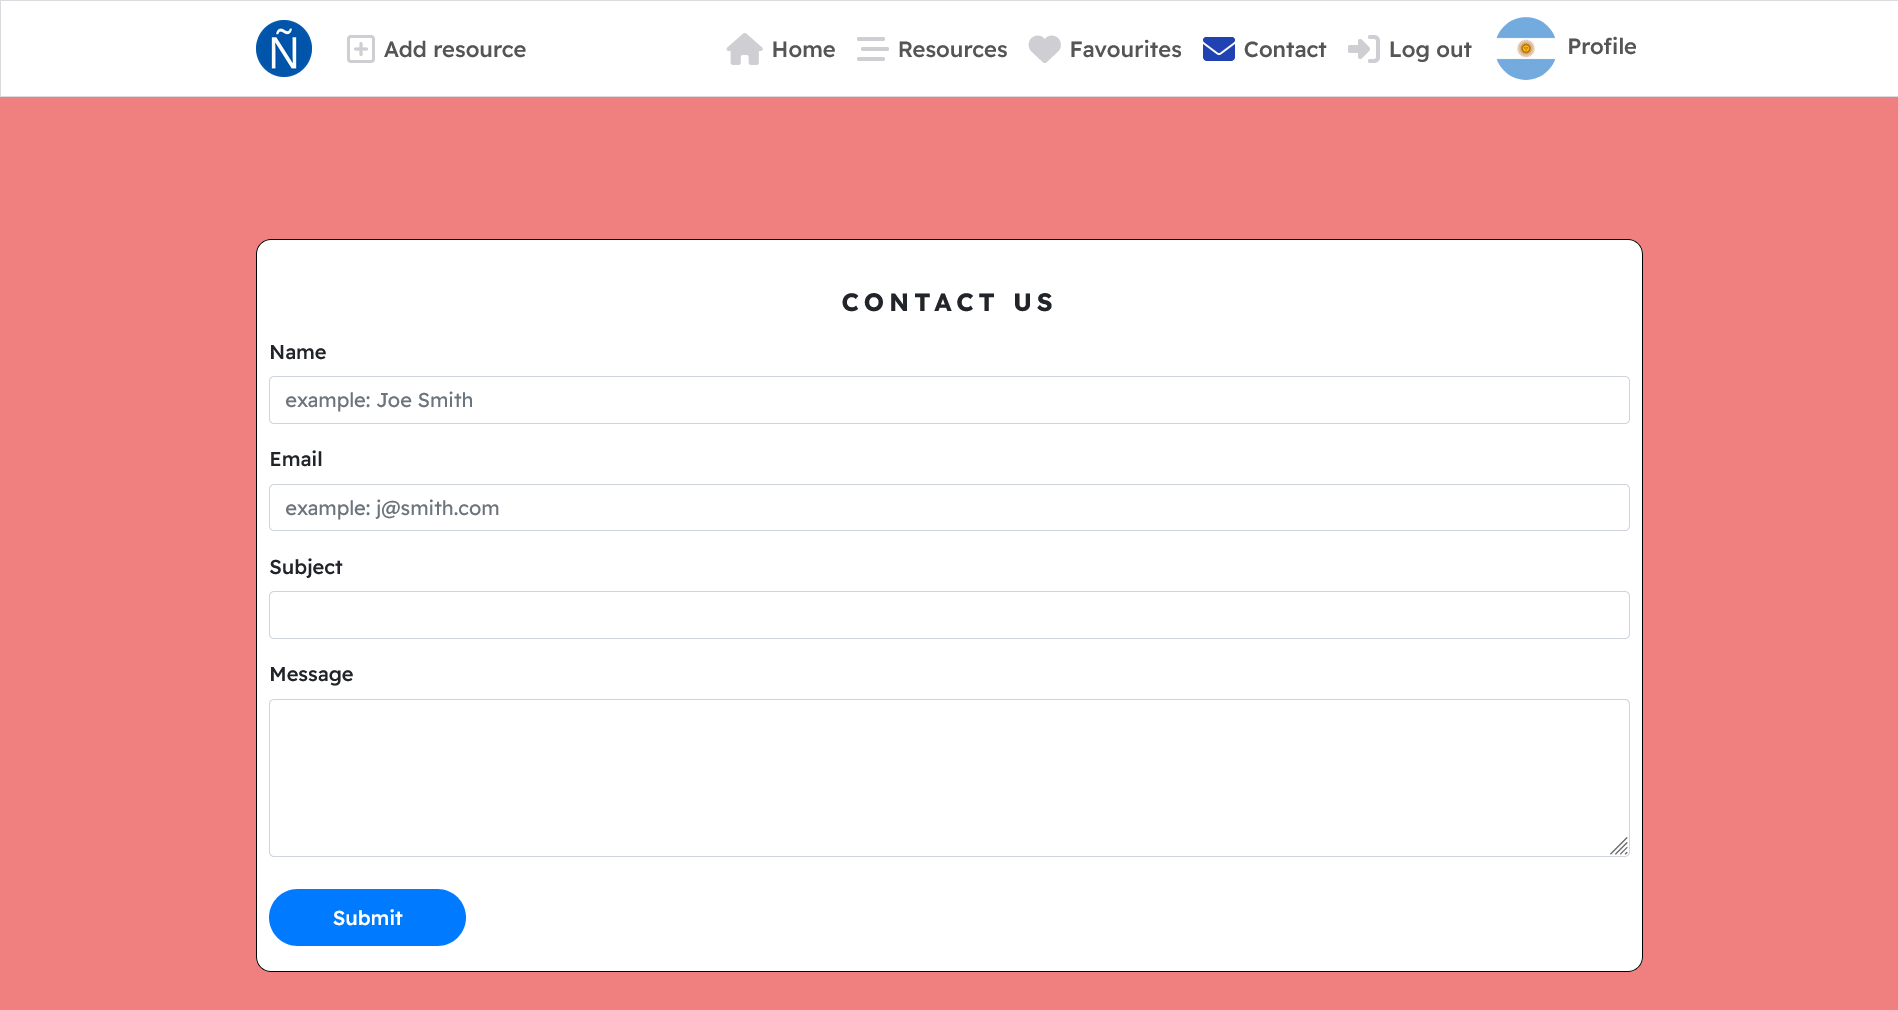 Ñ Add resource Home Resources Favourites Contact Log out Profile
CONTACT US
Name
example: Joe Smith
Email
example: j@smith.com
Subject
Message
Submit